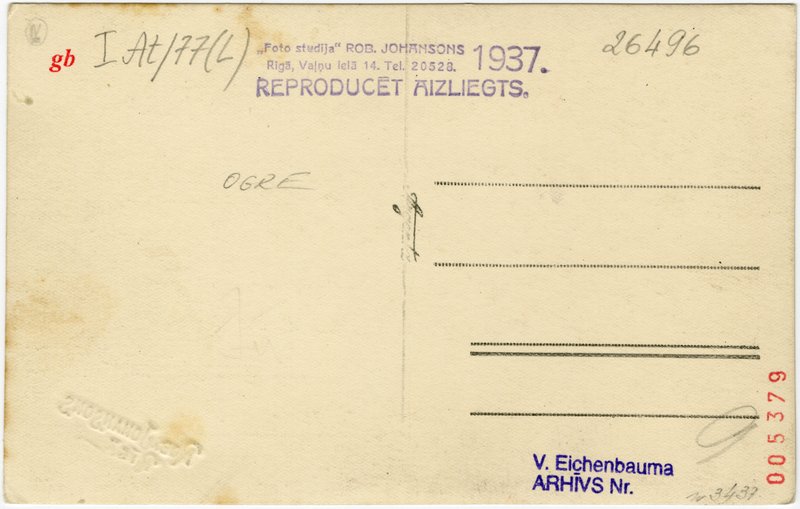 gb I At/77(L)
„Foto studija“ ROB. JOHANSONS 1937.
Rīgā, Vaļņu ielā 14. Tel. 20528.
REPRODUCĒT AIZLIEGTS.
26496
OGRE
V. Eichenbauma
ARHĪVS Nr.
005379